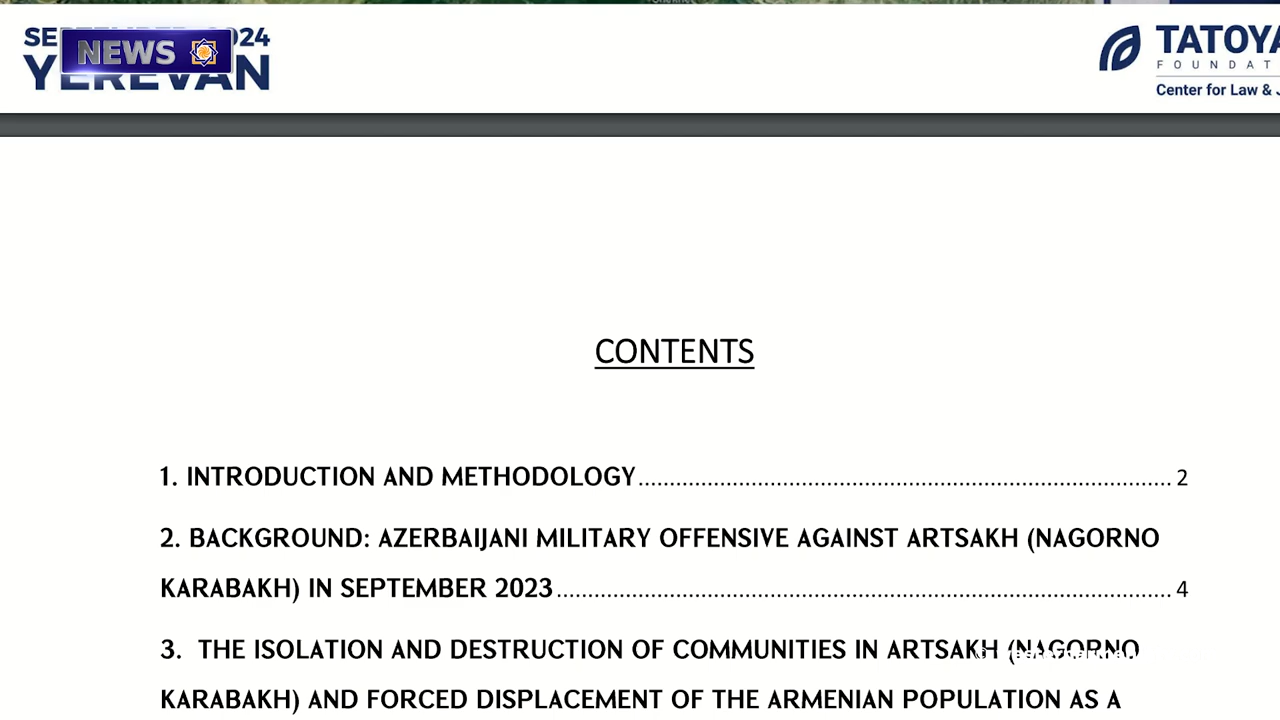 NEWS
YEREVAN
TATOYA
FOUNDAT
Center for Law & J
CONTENTS
1. INTRODUCTION AND METHODOLOGY........................................................................ 2
2. BACKGROUND: AZERBAIJANI MILITARY OFFENSIVE AGAINST ARTSAKH (NAGORNO
KARABAKH) IN SEPTEMBER 2023................................................................................... 4
3. THE ISOLATION AND DESTRUCTION OF COMMUNITIES IN ARTSAKH (NAGORNO
KARABAKH) AND FORCED DISPLACEMENT OF THE ARMENIAN POPULATION AS A